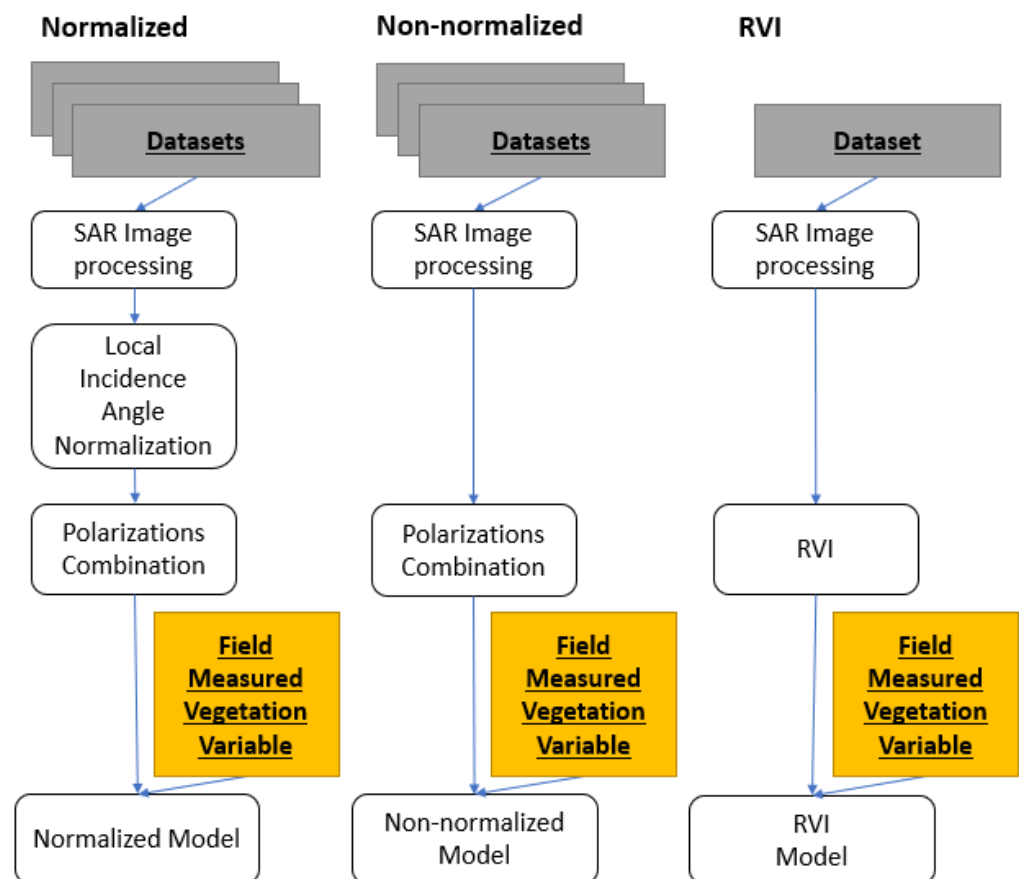 Normalized
Non-normalized
RVI
Datasets
Datasets
Dataset
SAR Image
processing
SAR Image
processing
SAR Image
processing
Local
Incidence
Angle
Normalization
Polarizations
Combination
Polarizations
Combination
RVI
Field
Measured
Vegetation
Variable
Field
Measured
Vegetation
Variable
Field
Measured
Vegetation
Variable
Normalized Model
Non-normalized
Model
RVI
Model